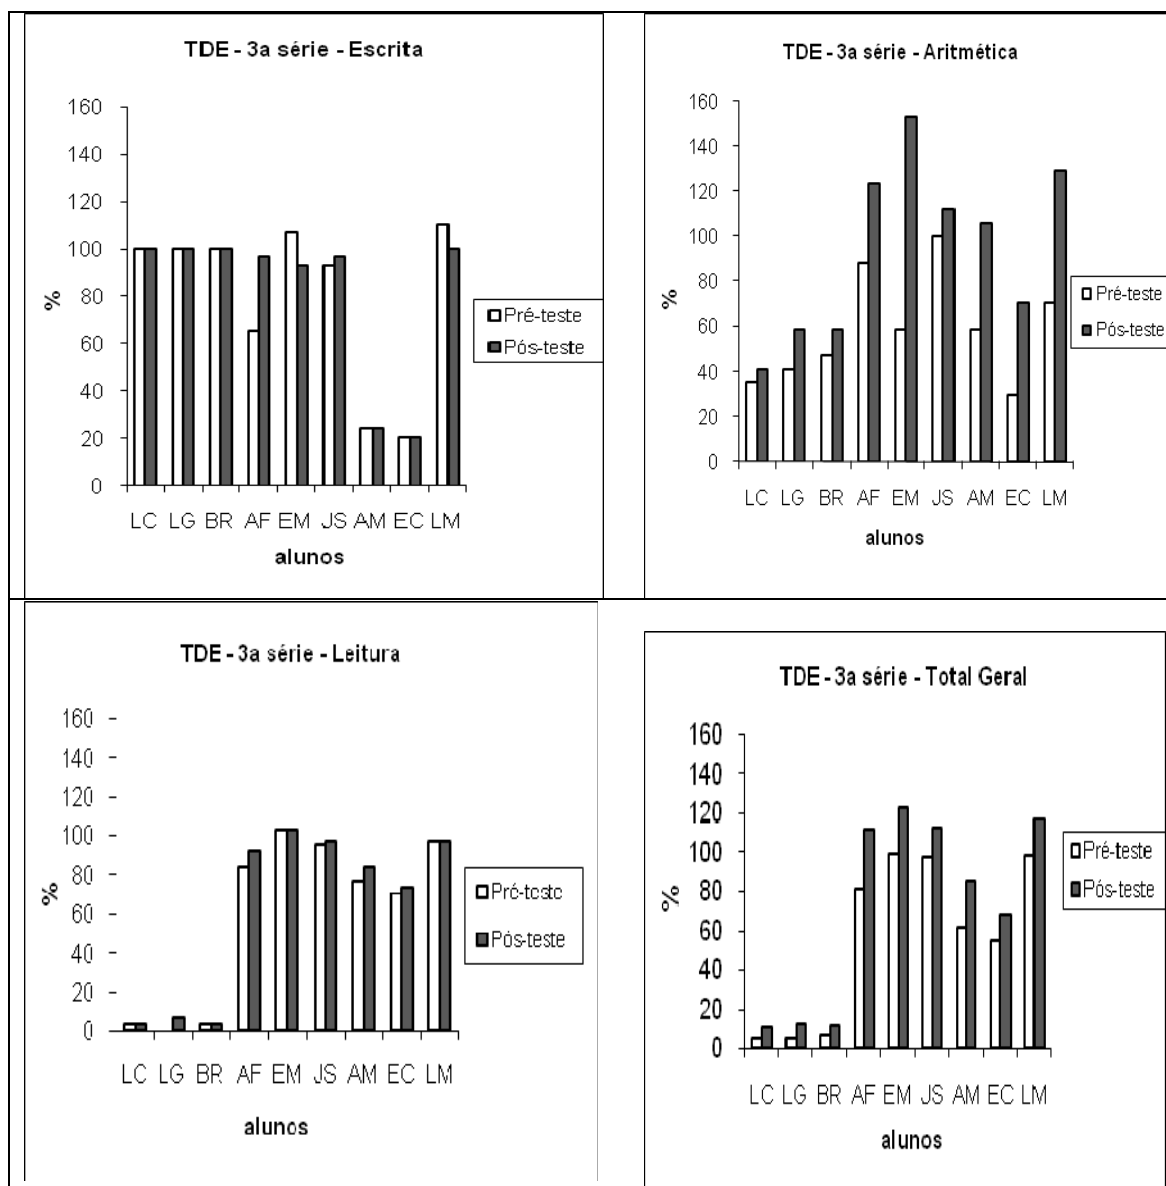 TDE - 3a série - Escrita
160
140
120
100
80
60
40
20
0
%
LC LG BR AF EM JS AM EC LM
alunos
Pré-teste
Pós-teste
TDE - 3a série - Aritmética
160
140
120
100
80
60
40
20
0
%
LC LG BR AF EM JS AM EC LM
alunos
Pré-teste
Pós-teste
TDE - 3a série - Leitura
160
140
120
100
80
60
40
20
0
%
LC LG BR AF EM JS AM EC LM
alunos
Pré-teste
Pós-teste
TDE - 3a série - Total Geral
160
140
120
100
80
60
40
20
0
%
LC LG BR AF EM JS AM EC LM
alunos
Pré-teste
Pós-teste